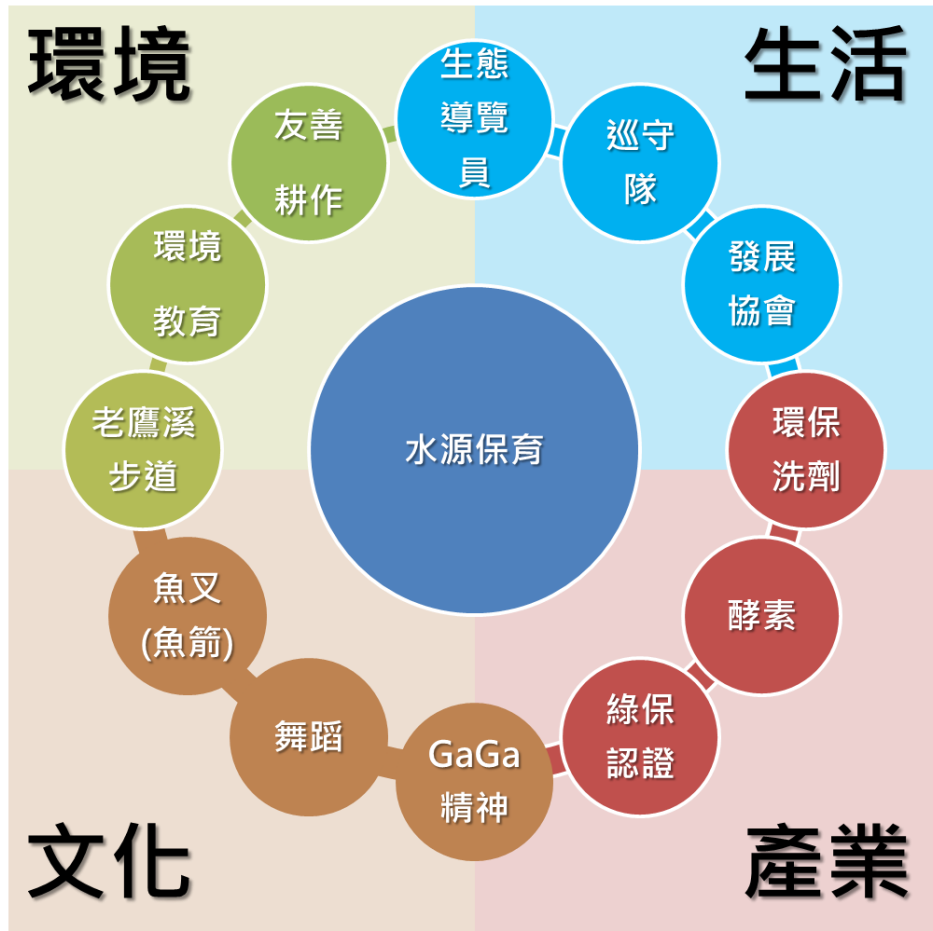 環境
生活
生態
導覽
員
巡守
隊
發展
協會
環保
洗劑
酵素
綠保
認證
GaGa
精神
舞蹈
魚叉
(魚箭)
老鷹溪
步道
環境
教育
友善
耕作
水源保育
文化
產業